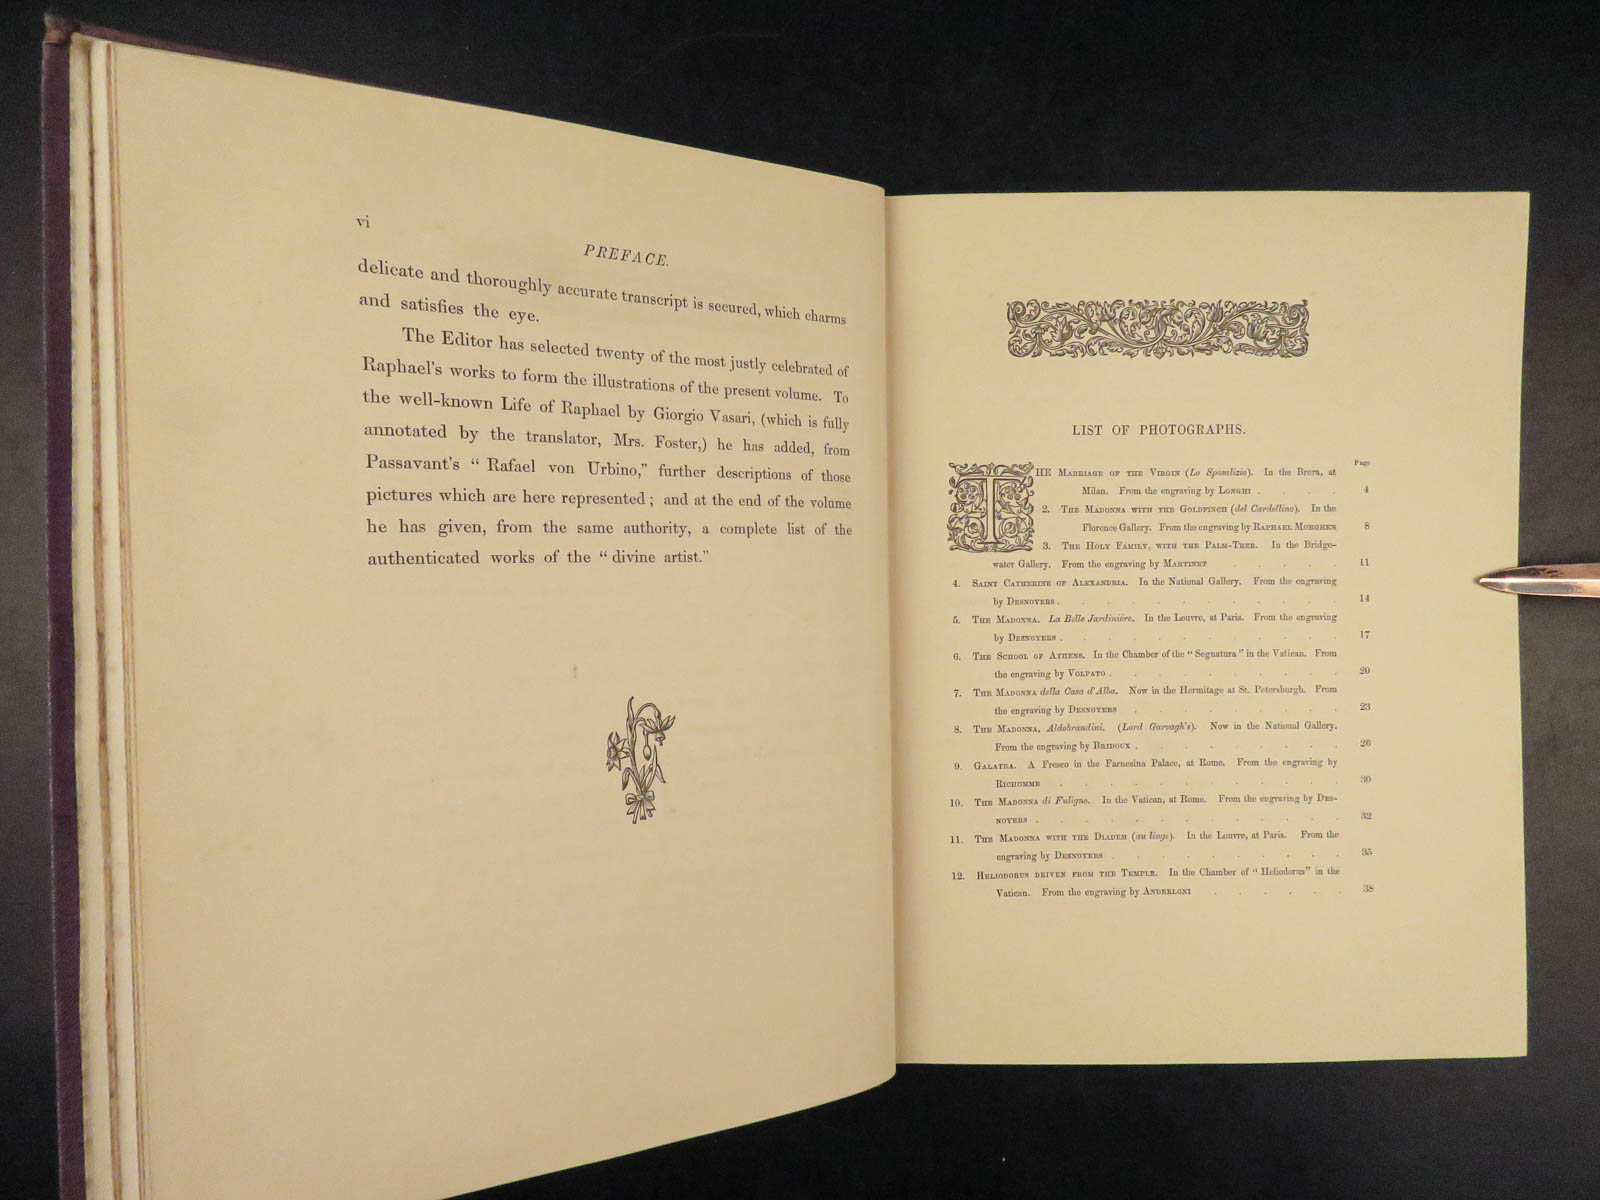 vi
PREFACE.
delicate and thoroughly accurate transcript is secured, which charms
and satisfies the eye.
The Editor has selected twenty of the most justly celebrated of
Raphael's works to form the illustrations of the present volume. To
the well-known Life of Raphael by Giorgio Vasari, (which is fully
annotated by the translator, Mrs. Foster,) he has added, from
Passavant's “ Rafael von Urbino,” further descriptions of those
pictures which are here represented ; and at the end of the volume
he has given, from the same authority, a complete list of the
authenticated works of the “ divine artist.”
LIST OF PHOTOGRAPHS.
Page
THE MARRIAGE OF THE VIRGIN (Lo Sposalizio). In the Brera, at
Milan. From the engraving by LONGHI . . . . 4
2. THE MADONNA WITH THE GOLDFINCH (del Cardellino). In the
Florence Gallery. From the engraving by RAPHAEL MORGHEN 8
3. THE HOLY FAMILY, WITH THE PALM-TREE. In the Bridge-
water Gallery. From the engraving by MARTINET . . . . . 11
4. SAINT CATHERINE OF ALEXANDRIA. In the National Gallery. From the engraving
by DESNOYERS . . . . . . . . . . . . 14
5. THE MADONNA. La Belle Jardinière. In the Louvre, at Paris. From the engraving
by DESNOYERS . . . . . . . . . . . . 17
6. THE SCHOOL OF ATHENS. In the Chamber of the “ Segnatura” in the Vatican. From
the engraving by VOLPATO . . . . . . . . . . 20
7. THE MADONNA della Casa d'Alba. Now in the Hermitage at St. Petersburgh. From
the engraving by DESNOYERS . . . . . . . . . 23
8. THE MADONNA, Aldobrandini. (Lord Garvagh's). Now in the National Gallery.
From the engraving by BRIDOUX . . . . . . . . . 26
9. GALATEA. A Fresco in the Farnesina Palace, at Rome. From the engraving by
RICHOMME . . . . . . . . . . . . 30
10. THE MADONNA di Fuligno. In the Vatican, at Rome. From the engraving by DES-
NOYERS . . . . . . . . . . . . . 32
11. THE MADONNA WITH THE DIADEM (au linge). In the Louvre, at Paris. From the
engraving by DESNOYERS . . . . . . . . . . 35
12. HELIODORUS DRIVEN FROM THE TEMPLE. In the Chamber of “ Heliodorus” in the
Vatican. From the engraving by ANDERLONI . . . . . . 38